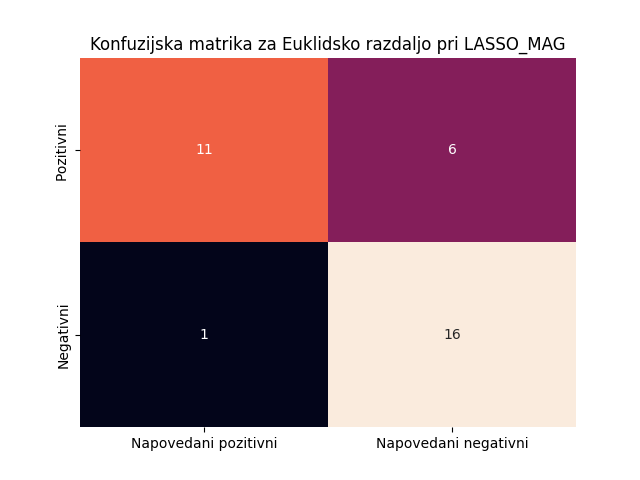 Konfuzijska matrika za Euklidsko razdaljo pri LASSO_MAG
Pozitivni
11
6
Negativni
1
16
Napovedani pozitivni
Napovedani negativni